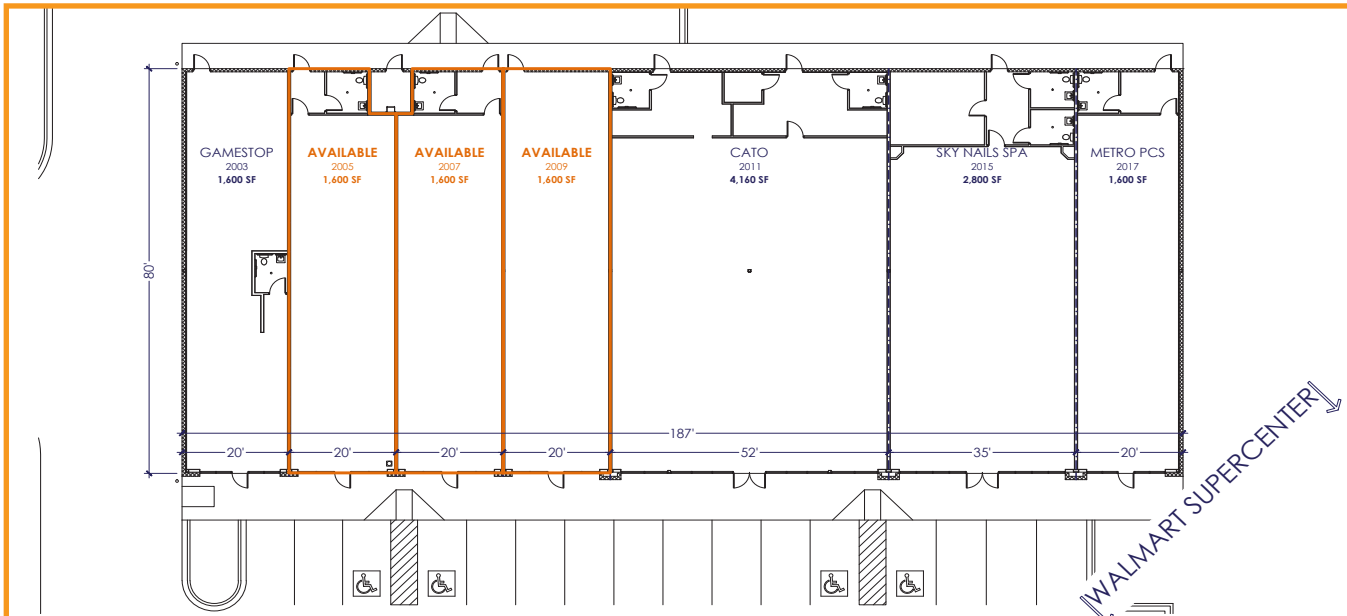 GAMESTOP
2003
1,600 SF
AVAILABLE
2005
1,600 SF
AVAILABLE
2007
1,600 SF
AVAILABLE
2009
1,600 SF
CATO
2011
4,160 SF
SKY NAILS SPA
2015
2,800 SF
METRO PCS
2017
1,600 SF
80'
187'
20'
20'
20'
20'
52'
35'
20'
WALMART SUPERCENTER